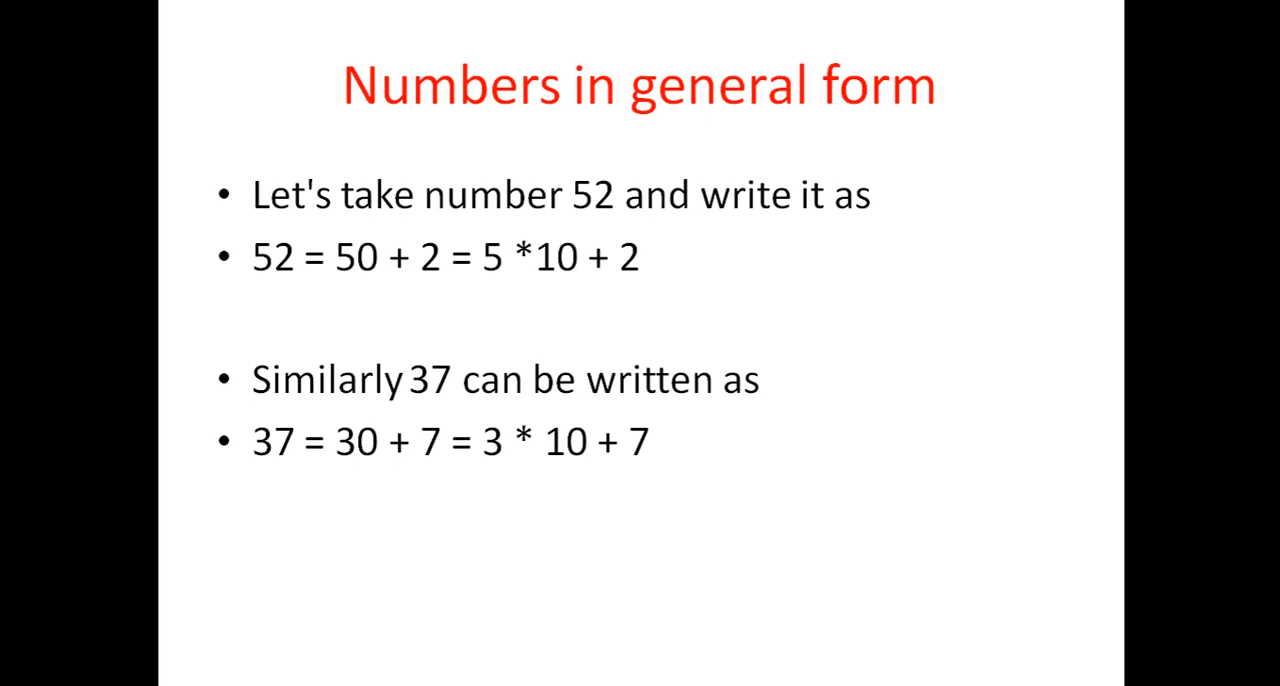 Numbers in general form
• Let's take number 52 and write it as
• 52 = 50 + 2 = 5 *10 + 2
• Similarly 37 can be written as
• 37 = 30 + 7 = 3 * 10 + 7